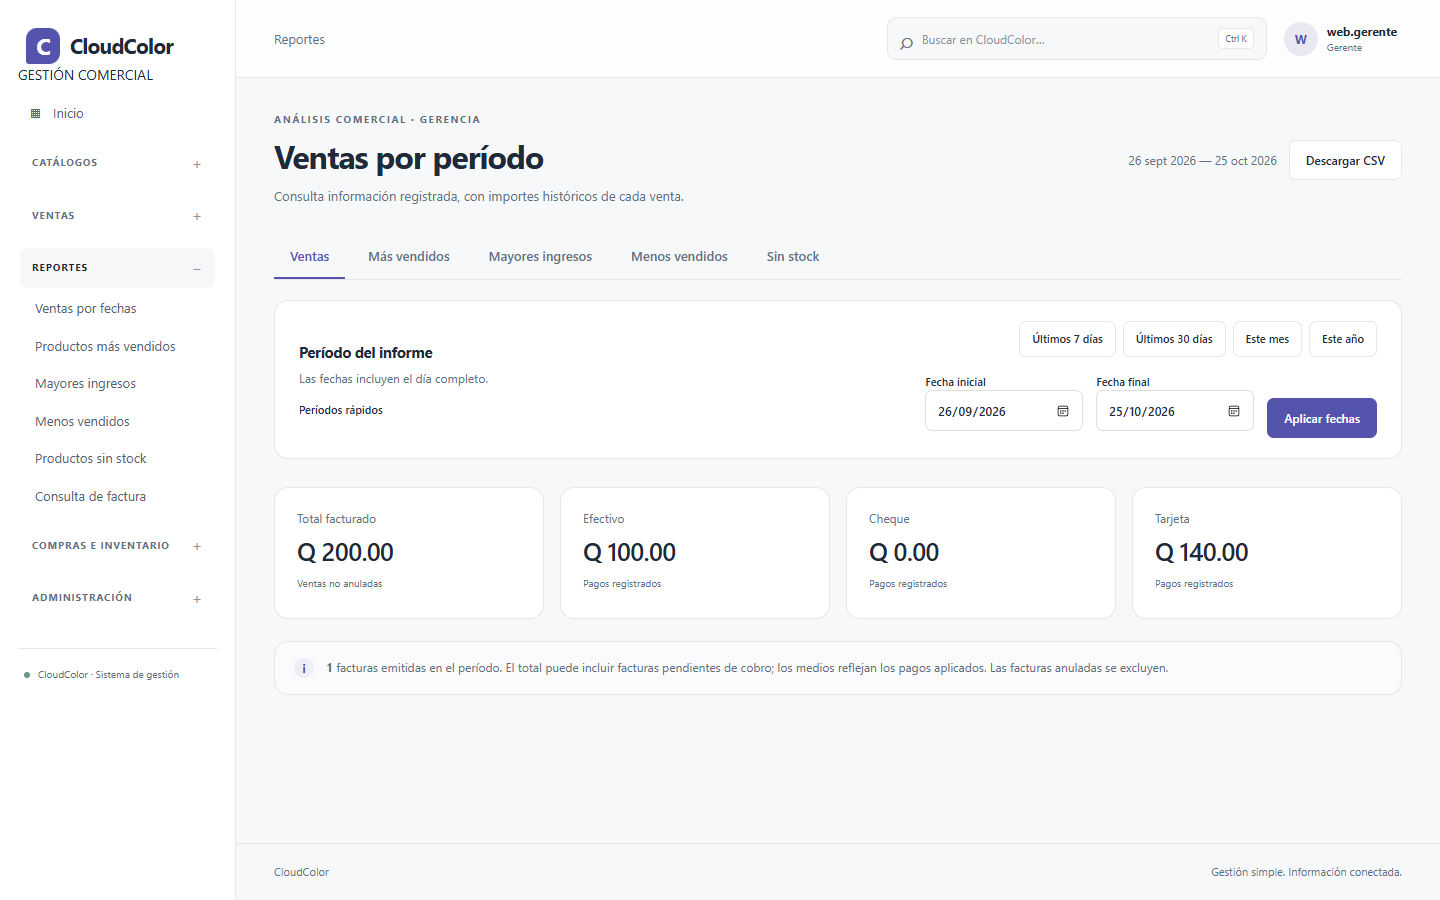 C CloudColor
GESTIÓN COMERCIAL
Inicio
CATÁLOGOS +
VENTAS +
REPORTES –
Ventas por fechas
Productos más vendidos
Mayores ingresos
Menos vendidos
Productos sin stock
Consulta de factura
COMPRAS E INVENTARIO +
ADMINISTRACIÓN +
CloudColor · Sistema de gestión
Reportes
Buscar en CloudColor... Ctrl K
W web.gerente
Gerente
ANÁLISIS COMERCIAL · GERENCIA
Ventas por período
26 sept 2026 — 25 oct 2026 Descargar CSV
Consulta información registrada, con importes históricos de cada venta.
Ventas Más vendidos Mayores ingresos Menos vendidos Sin stock
Período del informe
Las fechas incluyen el día completo.
Períodos rápidos
Últimos 7 días Últimos 30 días Este mes Este año
Fecha inicial Fecha final
26/09/2026 25/10/2026 Aplicar fechas
Total facturado
Q 200.00
Ventas no anuladas
Efectivo
Q 100.00
Pagos registrados
Cheque
Q 0.00
Pagos registrados
Tarjeta
Q 140.00
Pagos registrados
i 1 facturas emitidas en el período. El total puede incluir facturas pendientes de cobro; los medios reflejan los pagos aplicados. Las facturas anuladas se excluyen.
CloudColor Gestión simple. Información conectada.